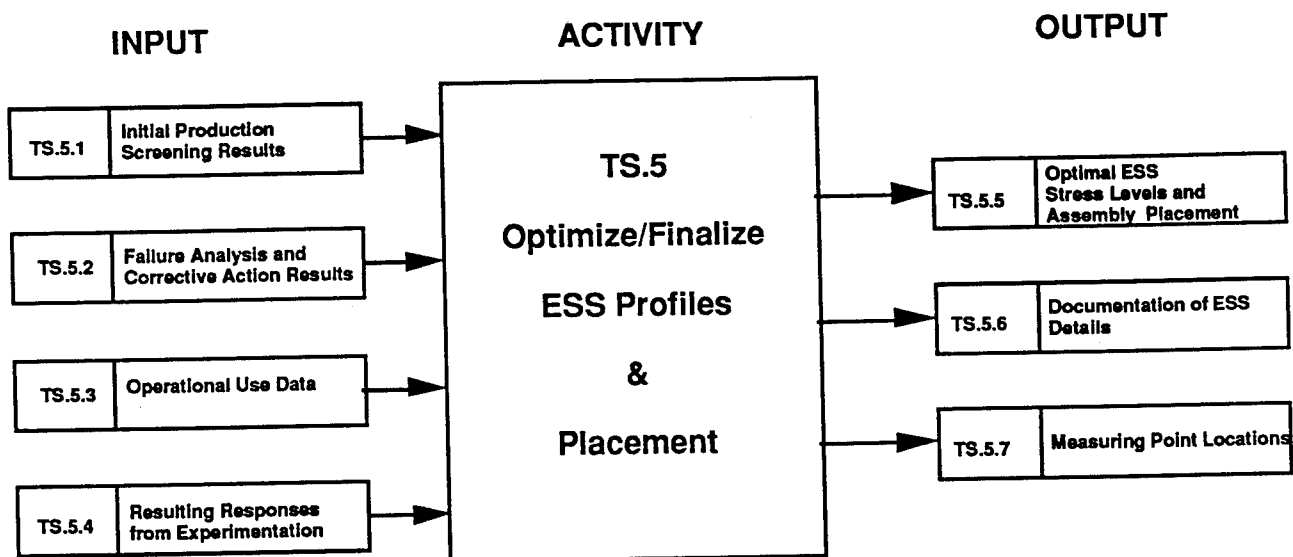 INPUT
ACTIVITY
OUTPUT
TS.5.1
Initial Production
Screening Results
TS.5.2
Failure Analysis and
Corrective Action Results
TS.5.3
Operational Use Data
TS.5.4
Resulting Responses
from Experimentation
TS.5
Optimize/Finalize
ESS Profiles
&
Placement
TS.5.5
Optimal ESS
Stress Levels and
Assembly Placement
TS.5.6
Documentation of ESS
Details
TS.5.7
Measuring Point Locations